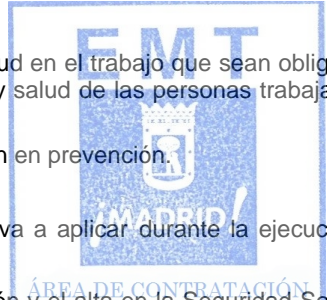 EMT
ud en el trabajo que sean oblig
y salud de las personas trabaja
n en prevención.
¡MADRID!
va a aplicar durante la ejecuc
ÁREA DE CONTRATACIÓN
ón y el alta en la Seguridad So